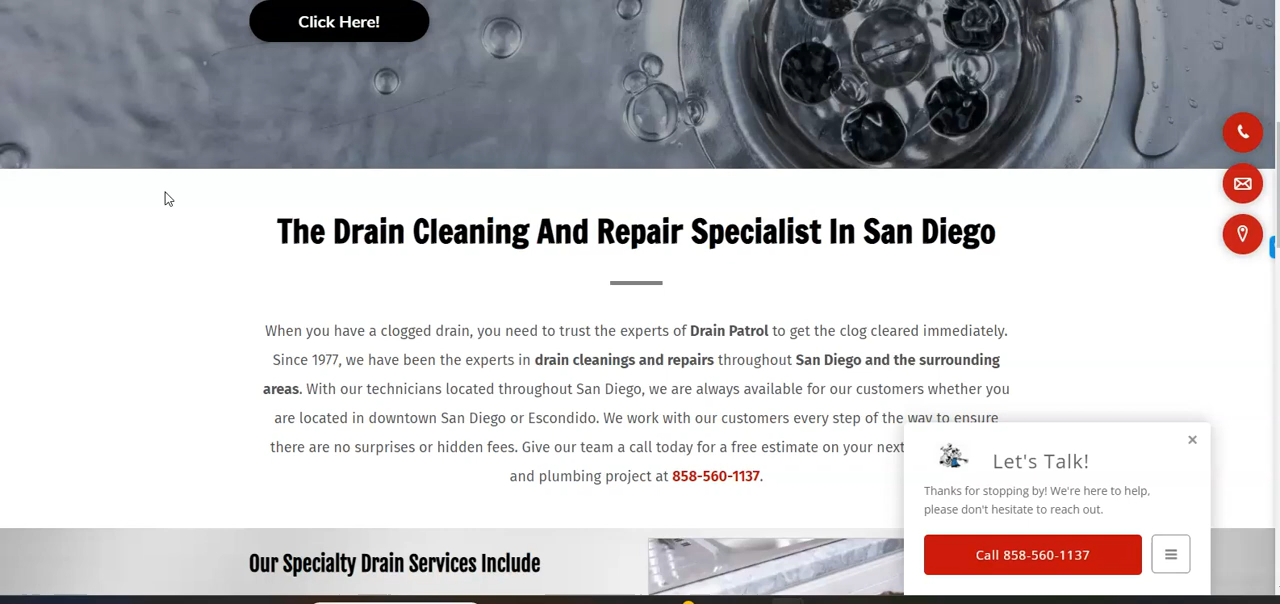 Click Here!
The Drain Cleaning And Repair Specialist In San Diego
When you have a clogged drain, you need to trust the experts of Drain Patrol to get the clog cleared immediately.
Since 1977, we have been the experts in drain cleanings and repairs throughout San Diego and the surrounding
areas. With our technicians located throughout San Diego, we are always available for our customers whether you
are located in downtown San Diego or Escondido. We work with our customers every step of the way to ensure
there are no surprises or hidden fees. Give our team a call today for a free estimate on your next
and plumbing project at 858-560-1137.
Let's Talk!
Thanks for stopping by! We're here to help,
please don't hesitate to reach out.
Call 858-560-1137
Our Specialty Drain Services Include